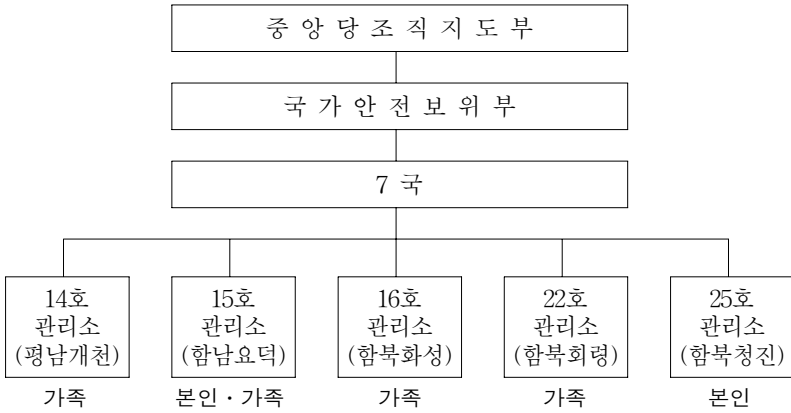 중 앙 당 조 직 지 도 부
국 가 안 전 보 위 부
7 국
14호
관리소
(평남개천)
가족
15호
관리소
(함남요덕)
본인・가족
16호
관리소
(함북화성)
가족
22호
관리소
(함북회령)
가족
25호
관리소
(함북청진)
본인